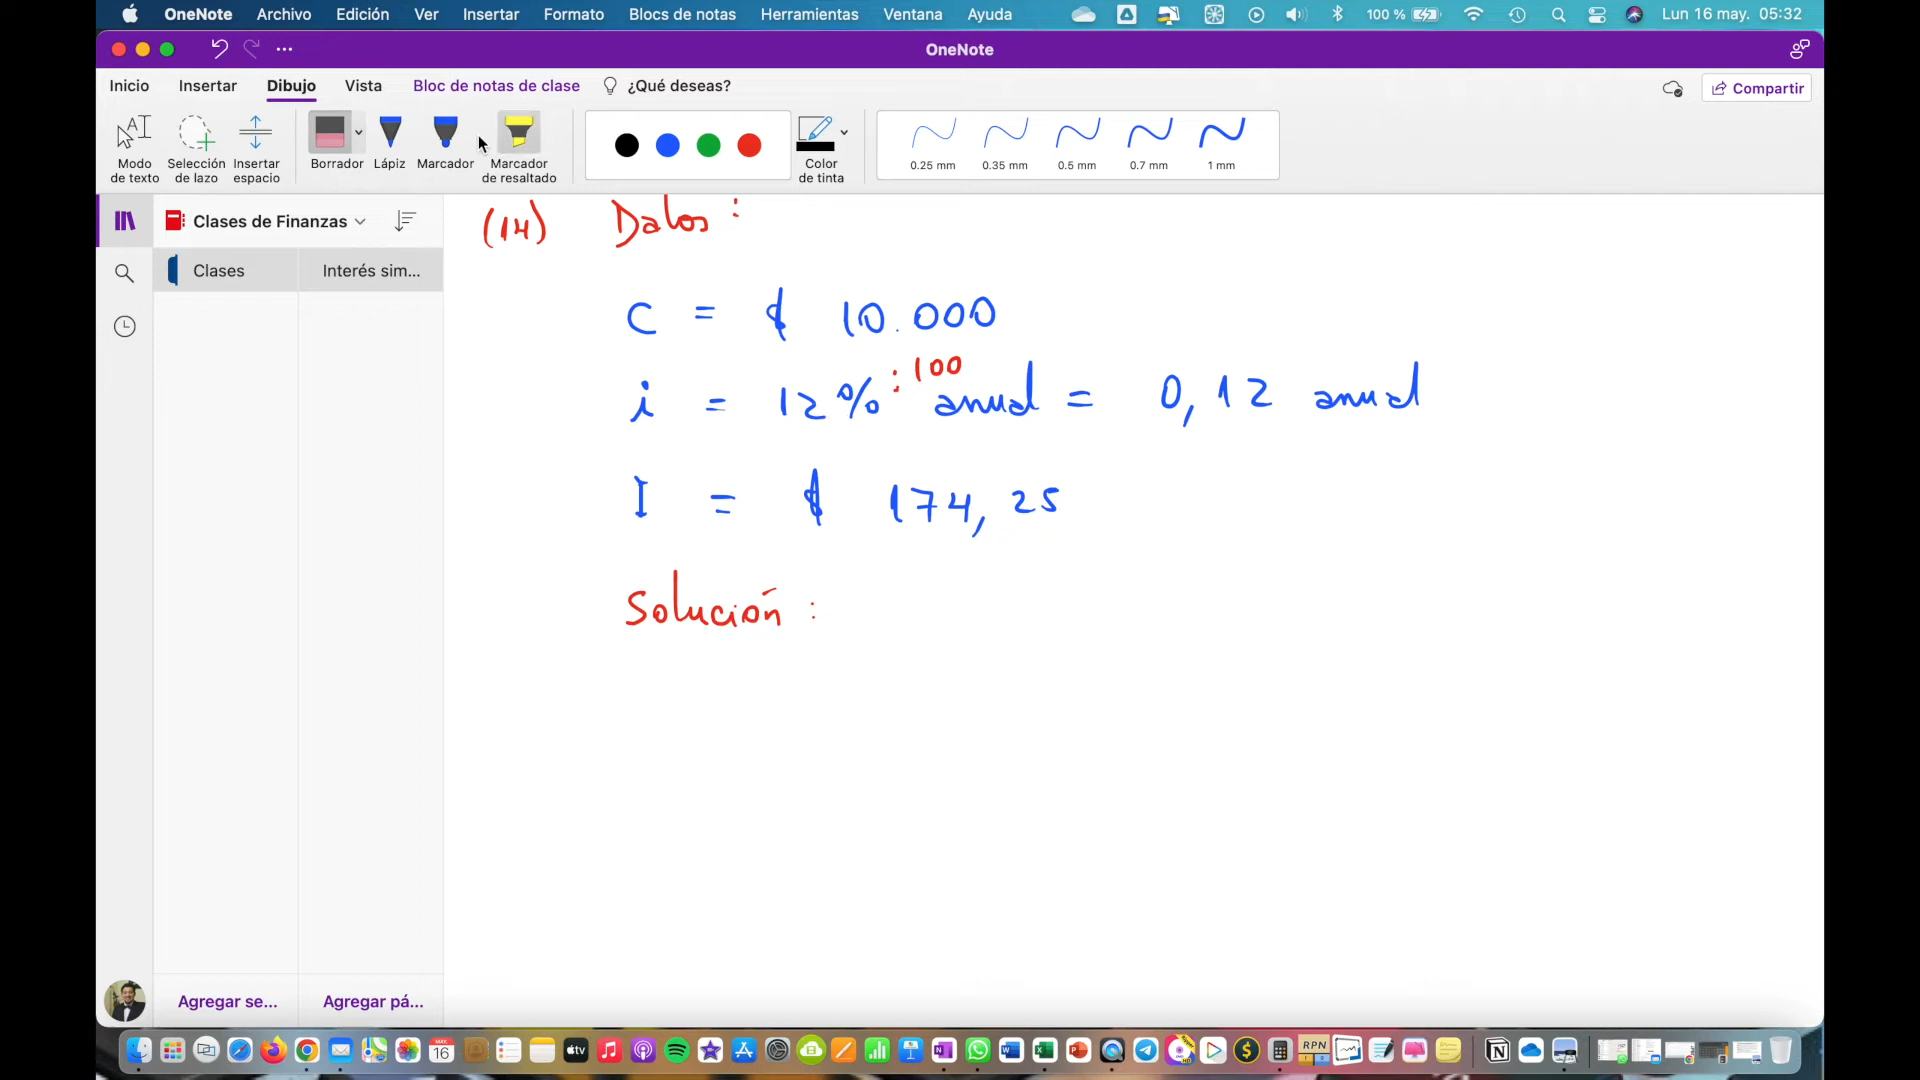 OneNote Archivo Edición Ver Insertar Formato Blocs de notas Herramientas Ventana Ayuda 100 % Lun 16 may. 05:32
OneNote
Inicio Insertar Dibujo Vista Bloc de notas de clase ¿Qué deseas? Compartir
Modo de texto
Selección de lazo
Insertar espacio
Borrador
Lápiz
Marcador
Marcador de resaltado
Color de tinta
0.25 mm 0.35 mm 0.5 mm 0.7 mm 1 mm
Clases de Finanzas
Clases Interés sim...
(14) Datos :
C = $ 10.000
i = 12% : 100 anual = 0,12 anual
I = $ 174,25
Solución :
Agregar se... Agregar pá...
MAY. 16
tv
RPN